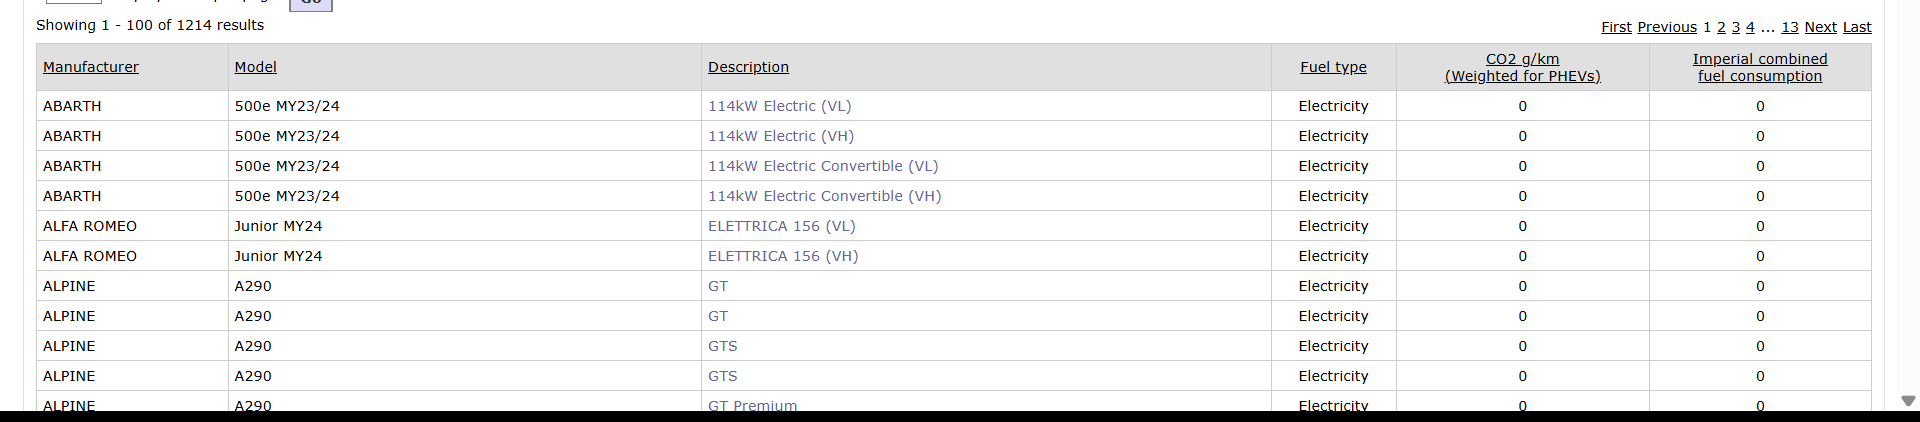 Go
Showing 1 - 100 of 1214 results
First Previous 1 2 3 4 ... 13 Next Last
Manufacturer Model Description Fuel type CO2 g/km (Weighted for PHEVs) Imperial combined fuel consumption
ABARTH 500e MY23/24 114kW Electric (VL) Electricity 0 0
ABARTH 500e MY23/24 114kW Electric (VH) Electricity 0 0
ABARTH 500e MY23/24 114kW Electric Convertible (VL) Electricity 0 0
ABARTH 500e MY23/24 114kW Electric Convertible (VH) Electricity 0 0
ALFA ROMEO Junior MY24 ELETTRICA 156 (VL) Electricity 0 0
ALFA ROMEO Junior MY24 ELETTRICA 156 (VH) Electricity 0 0
ALPINE A290 GT Electricity 0 0
ALPINE A290 GT Electricity 0 0
ALPINE A290 GTS Electricity 0 0
ALPINE A290 GTS Electricity 0 0
ALPINE A290 GT Premium Electricity 0 0